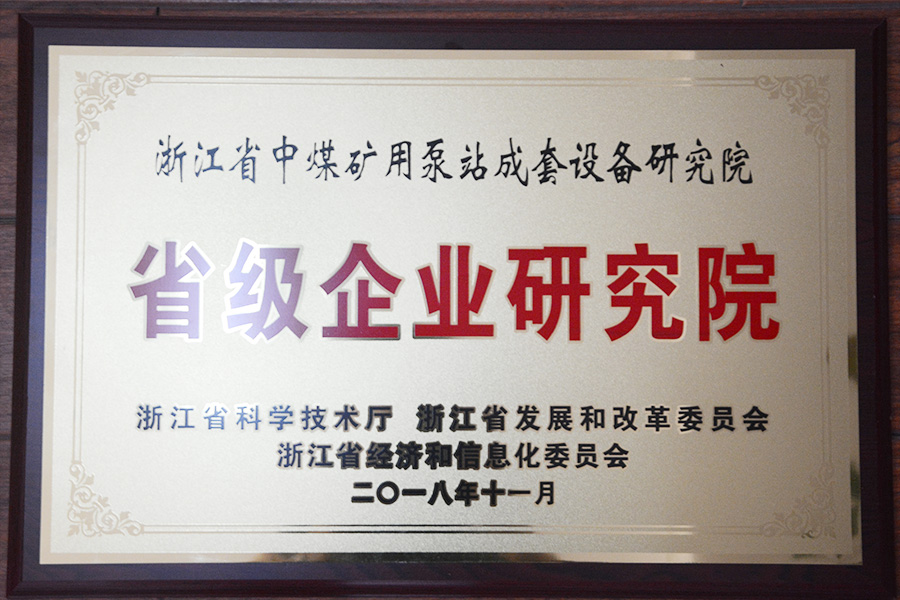 浙江省中煤矿用泵站成套设备研究院
省级企业研究院
浙江省科学技术厅 浙江省发展和改革委员会
浙江省经济和信息化委员会
二〇一八年十一月